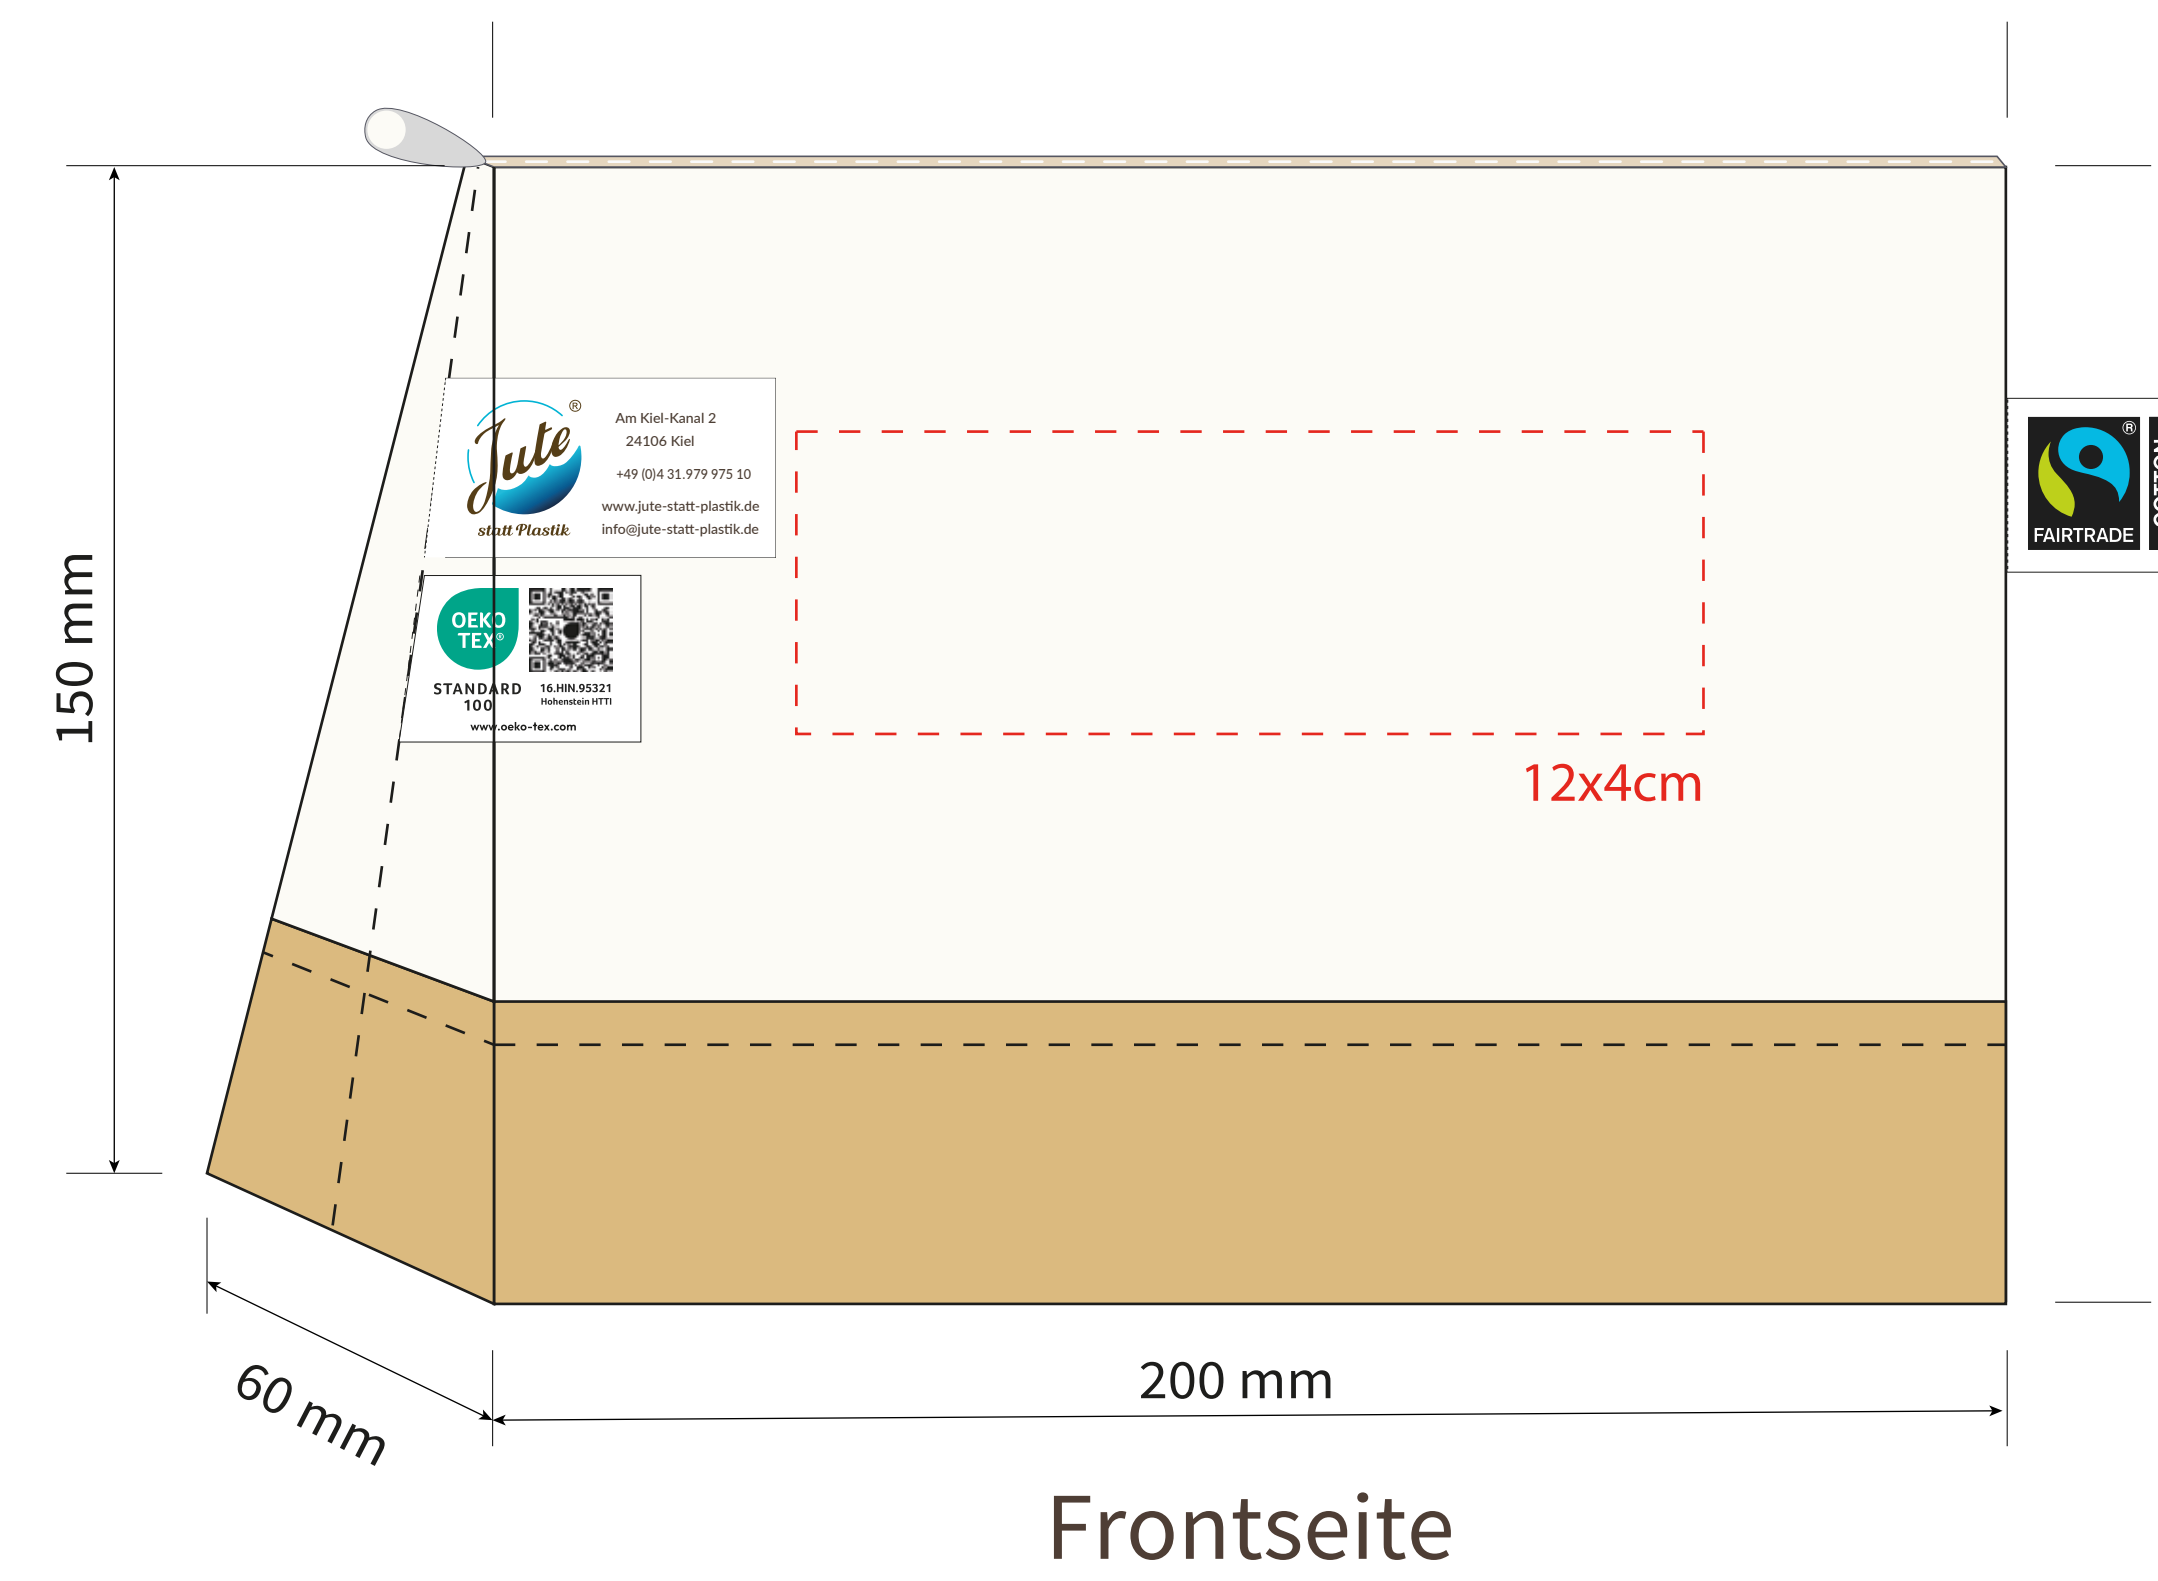 Jute
®
statt Plastik
Am Kiel-Kanal 2
24106 Kiel
+49 (0)4 31.979 975 10
www.jute-statt-plastik.de
info@jute-statt-plastik.de
®
FAIRTRADE
OEKO
TEX®
STANDARD
100
16.HIN.95321
Hohenstein HTTI
www.oeko-tex.com
150 mm
12x4cm
60 mm
200 mm
Frontseite